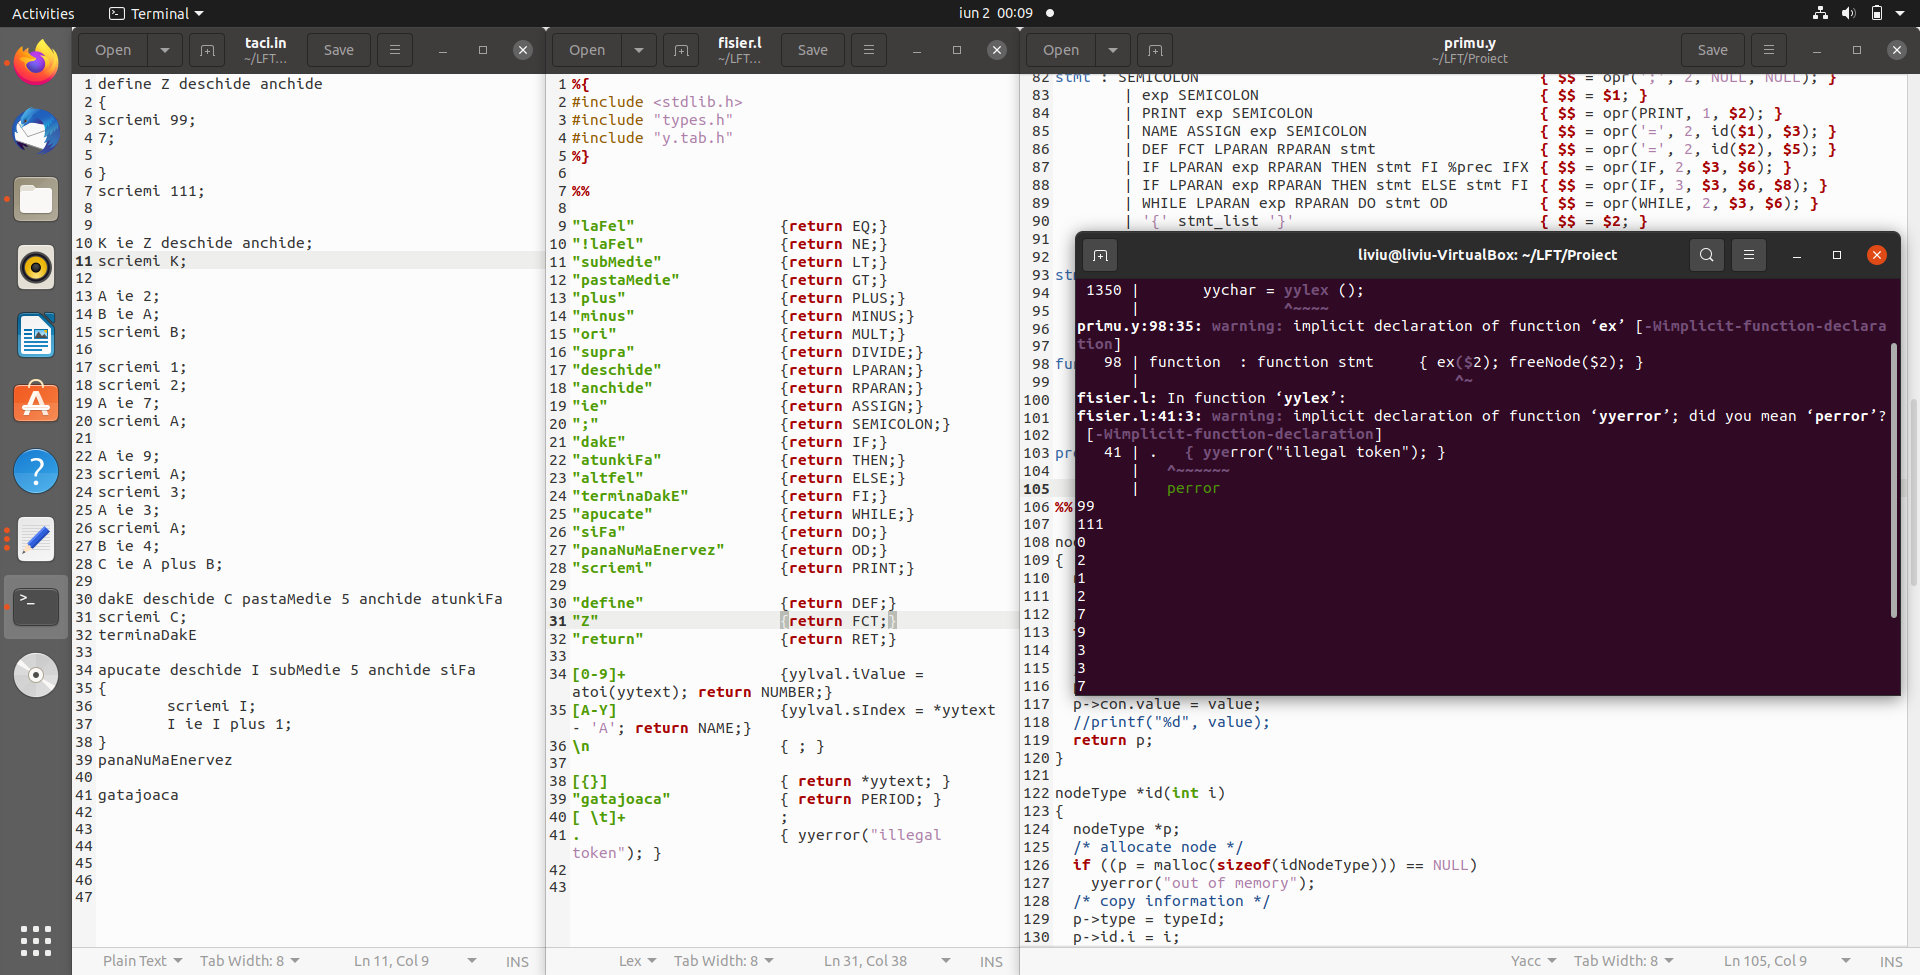 Activities
Terminal
iun 2 00:09
Open
taci.in
~/LFT…
Save
1 define Z deschide anchide
2 {
3 scriemi 99;
4 7;
5
6 }
7 scriemi 111;
8
9
10 K ie Z deschide anchide;
11 scriemi K;
12
13 A ie 2;
14 B ie A;
15 scriemi B;
16
17 scriemi 1;
18 scriemi 2;
19 A ie 7;
20 scriemi A;
21
22 A ie 9;
23 scriemi A;
24 scriemi 3;
25 A ie 3;
26 scriemi A;
27 B ie 4;
28 C ie A plus B;
29
30 dakE deschide C pastaMedie 5 anchide atunkiFa
31 scriemi C;
32 terminaDakE
33
34 apucate deschide I subMedie 5 anchide siFa
35 {
36 scriemi I;
37 I ie I plus 1;
38 }
39 panaNuMaEnervez
40
41 gatajoaca
42
43
44
45
46
47
Plain Text Tab Width: 8 Ln 11, Col 9 INS
Open
fisier.l
~/LFT…
Save
1 %{
2 #include <stdlib.h>
3 #include "types.h"
4 #include "y.tab.h"
5 %}
6
7 %%
8
9 "laFel" {return EQ;}
10 "!laFel" {return NE;}
11 "subMedie" {return LT;}
12 "pastaMedie" {return GT;}
13 "plus" {return PLUS;}
14 "minus" {return MINUS;}
15 "ori" {return MULT;}
16 "supra" {return DIVIDE;}
17 "deschide" {return LPARAN;}
18 "anchide" {return RPARAN;}
19 "ie" {return ASSIGN;}
20 ";" {return SEMICOLON;}
21 "dakE" {return IF;}
22 "atunkiFa" {return THEN;}
23 "altfel" {return ELSE;}
24 "terminaDakE" {return FI;}
25 "apucate" {return WHILE;}
26 "siFa" {return DO;}
27 "panaNuMaEnervez" {return OD;}
28 "scriemi" {return PRINT;}
29
30 "define" {return DEF;}
31 "Z" {return FCT;}
32 "return" {return RET;}
33
34 [0-9]+ {yylval.iValue =
atoi(yytext); return NUMBER;}
35 [A-Y] {yylval.sIndex = *yytext
- 'A'; return NAME;}
36 \n { ; }
37
38 [{}] { return *yytext; }
39 "gatajoaca" { return PERIOD; }
40 [ \t]+ ;
41 . { yyerror("illegal
token"); }
42
43
Lex Tab Width: 8 Ln 31, Col 38 INS
Open
primu.y
~/LFT/Proiect
Save
82 stmt : SEMICOLON { $$ = opr(';', 2, NULL, NULL); }
83 | exp SEMICOLON { $$ = $1; }
84 | PRINT exp SEMICOLON { $$ = opr(PRINT, 1, $2); }
85 | NAME ASSIGN exp SEMICOLON { $$ = opr('=', 2, id($1), $3); }
86 | DEF FCT LPARAN RPARAN stmt { $$ = opr('=', 2, id($2), $5); }
87 | IF LPARAN exp RPARAN THEN stmt FI %prec IFX { $$ = opr(IF, 2, $3, $6); }
88 | IF LPARAN exp RPARAN THEN stmt ELSE stmt FI { $$ = opr(IF, 3, $3, $6, $8); }
89 | WHILE LPARAN exp RPARAN DO stmt OD { $$ = opr(WHILE, 2, $3, $6); }
90 | '{' stmt_list '}' { $$ = $2; }
91
92
93 st
94
95
96
97
98 fu
99
100
101
102
103 pr
104
105
106 %%
107
108 no
109 {
110
111
112
113
114
115
116
117 p->con.value = value;
118 //printf("%d", value);
119 return p;
120 }
121
122 nodeType *id(int i)
123 {
124 nodeType *p;
125 /* allocate node */
126 if ((p = malloc(sizeof(idNodeType))) == NULL)
127 yyerror("out of memory");
128 /* copy information */
129 p->type = typeId;
130 p->id.i = i;
Yacc Tab Width: 8 Ln 105, Col 9 INS
liviu@liviu-VirtualBox: ~/LFT/Proiect
1350 | yychar = yylex ();
| ^~~~~
primu.y:98:35: warning: implicit declaration of function ‘ex’ [-Wimplicit-function-declara
tion]
98 | function : function stmt { ex($2); freeNode($2); }
| ^~
fisier.l: In function ‘yylex’:
fisier.l:41:3: warning: implicit declaration of function ‘yyerror’; did you mean ‘perror’?
[-Wimplicit-function-declaration]
41 | . { yyerror("illegal token"); }
| ^~~~~~~
| perror
99
111
0
2
1
2
7
9
3
3
7